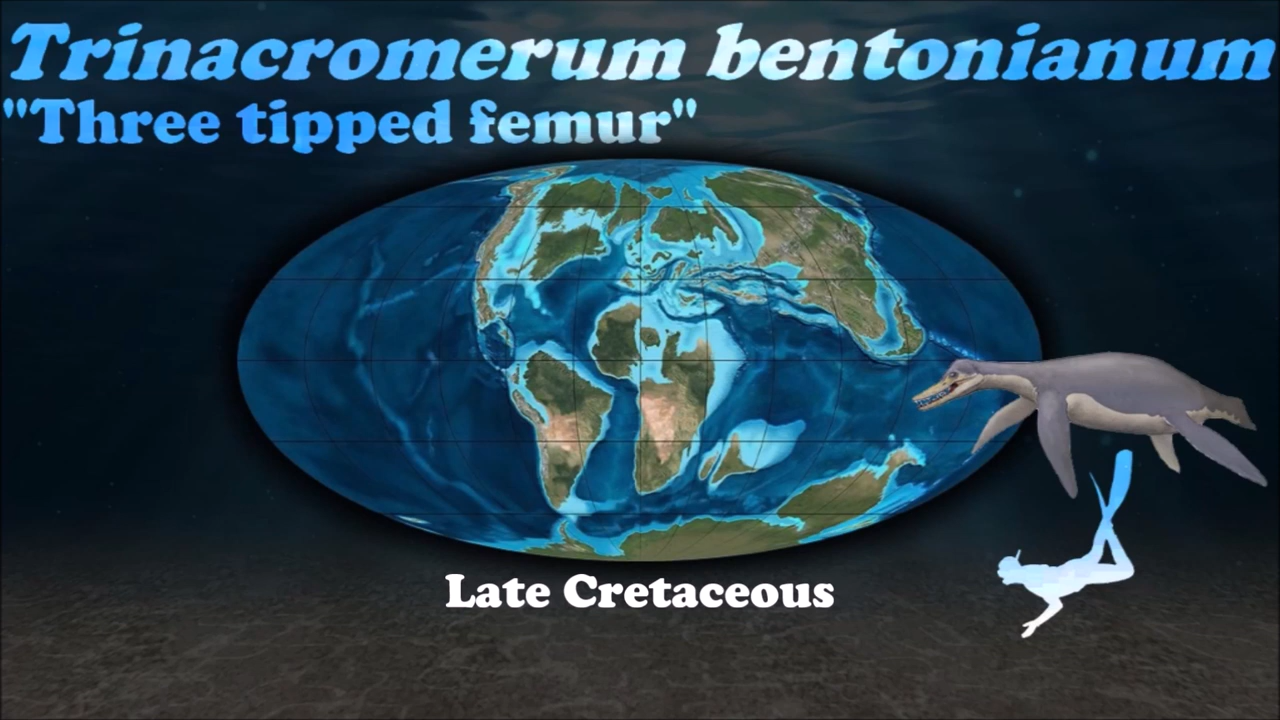 Trinacromerum bentonianum
"Three tipped femur"
Late Cretaceous